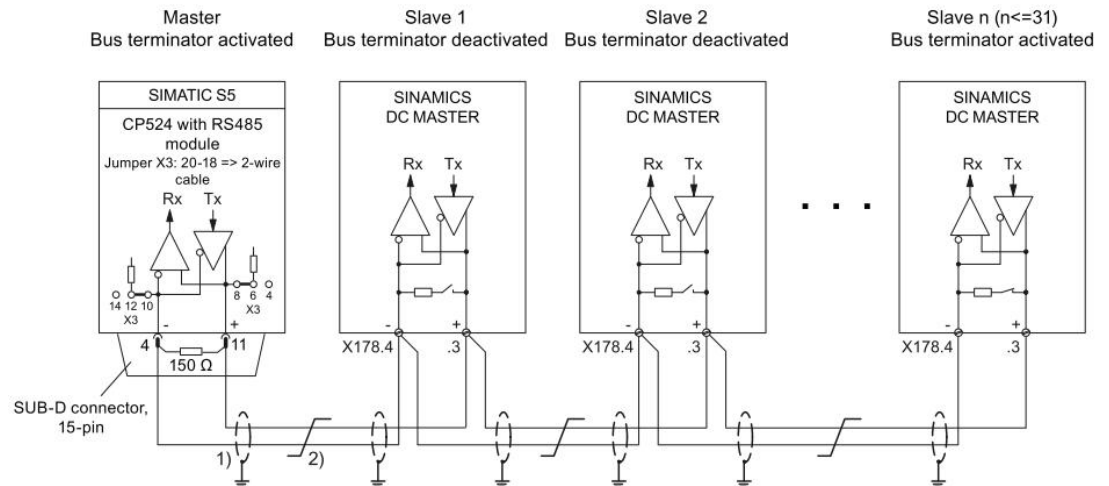 Master
Bus terminator activated
Slave 1
Bus terminator deactivated
Slave 2
Bus terminator deactivated
Slave n (n<=31)
Bus terminator activated
SIMATIC S5
CP524 with RS485
module
Jumper X3: 20-18 => 2-wire
cable
Rx Tx
14 12 10
X3
8 6 4
X3
- +
4 11
150 Ω
SUB-D connector,
15-pin
SINAMICS
DC MASTER
Rx Tx
- +
X178.4 .3
SINAMICS
DC MASTER
Rx Tx
- +
X178.4 .3
SINAMICS
DC MASTER
Rx Tx
- +
X178.4 .3
1) 2)